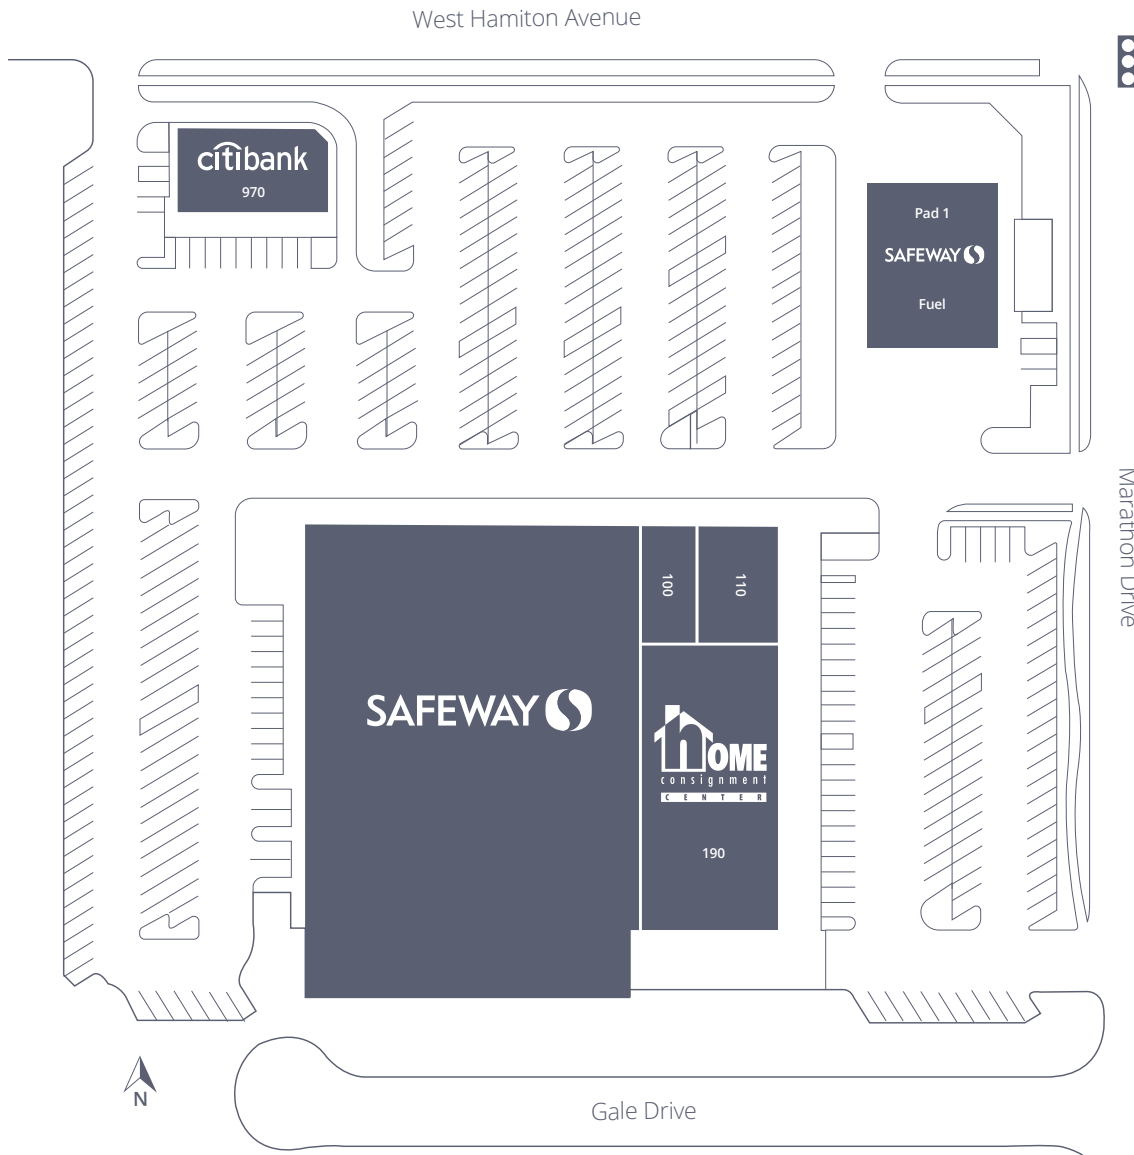 West Hamiton Avenue
citibank
970
Pad 1
SAFEWAY
Fuel
Marathon Drive
100
110
SAFEWAY
hOME
consignment
CENTER
190
N
Gale Drive